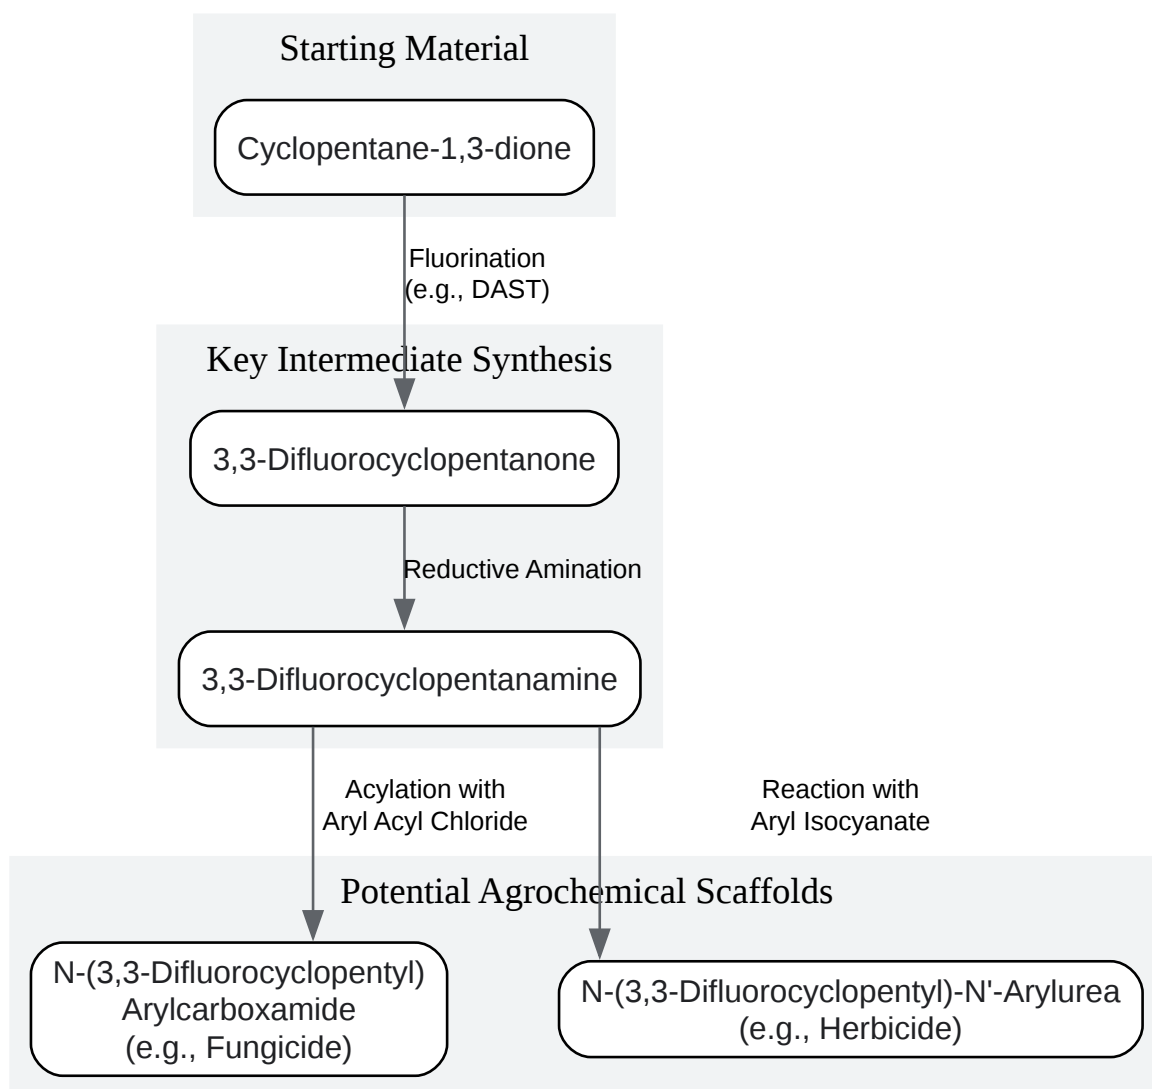 Starting Material
Cyclopentane-1,3-dione
Fluorination
(e.g., DAST)
Key Intermediate Synthesis
3,3-Difluorocyclopentanone
Reductive Amination
3,3-Difluorocyclopentanamine
Acylation with
Aryl Acyl Chloride
Reaction with
Aryl Isocyanate
Potential Agrochemical Scaffolds
N-(3,3-Difluorocyclopentyl)
Arylcarboxamide
(e.g., Fungicide)
N-(3,3-Difluorocyclopentyl)-N'-Arylurea
(e.g., Herbicide)